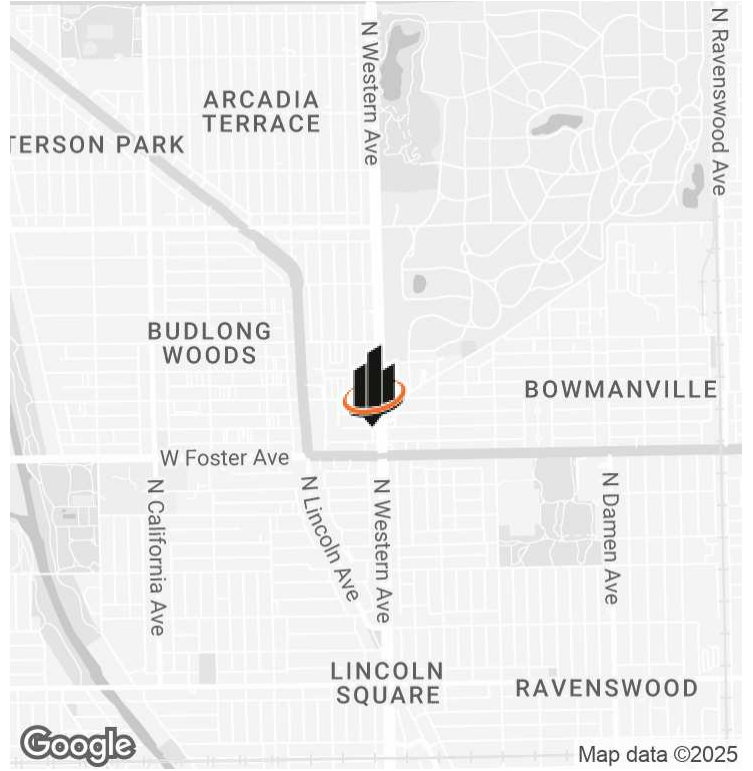 N Western Ave
N Ravenswood Ave
ARCADIA
TERRACE
TERSON PARK
BUDLONG
WOODS
BOWMANVILLE
W Foster Ave
N California Ave
N Lincoln Ave
N Western Ave
N Damen Ave
LINCOLN
SQUARE
RAVENSWOOD
Google
Map data ©2025